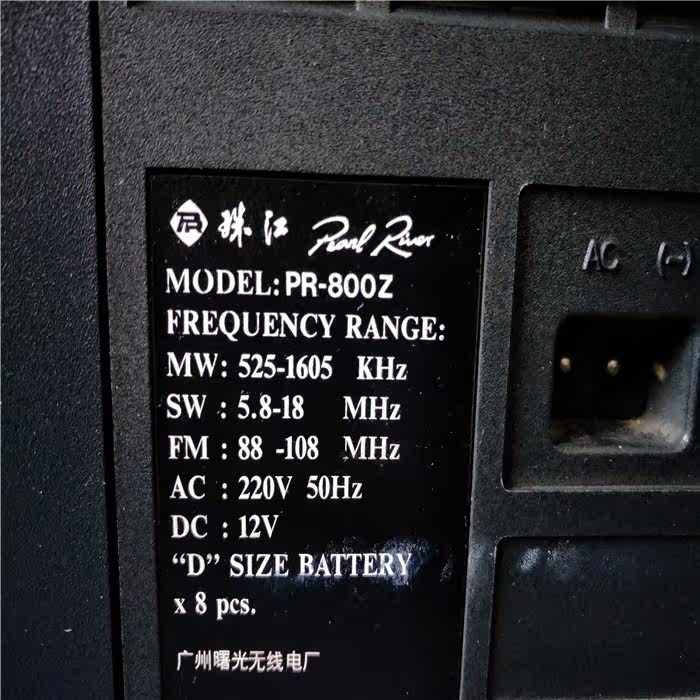 珠江 Pearl River
MODEL: PR-800Z
FREQUENCY RANGE:
MW: 525-1605 KHz
SW : 5.8-18 MHz
FM : 88 -108 MHz
AC : 220V 50Hz
DC : 12V
“D” SIZE BATTERY
x 8 pcs.
广州曙光无线电厂
AC (~)